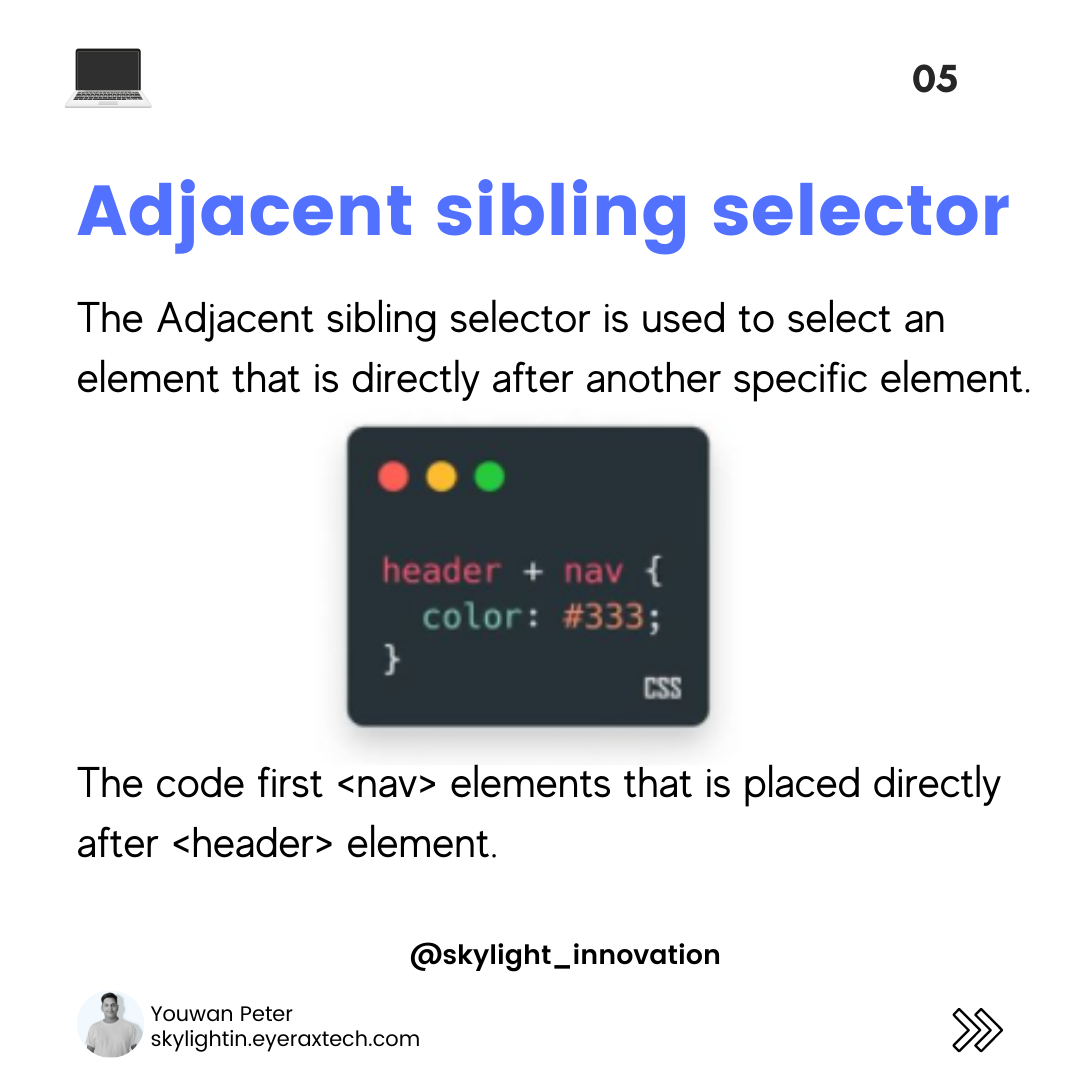 05
Adjacent sibling selector
The Adjacent sibling selector is used to select an
element that is directly after another specific element.
header + nav {
  color: #333;
}
CSS
The code first <nav> elements that is placed directly
after <header> element.
@skylight_innovation
Youwan Peter
skylightin.eyeraxtech.com